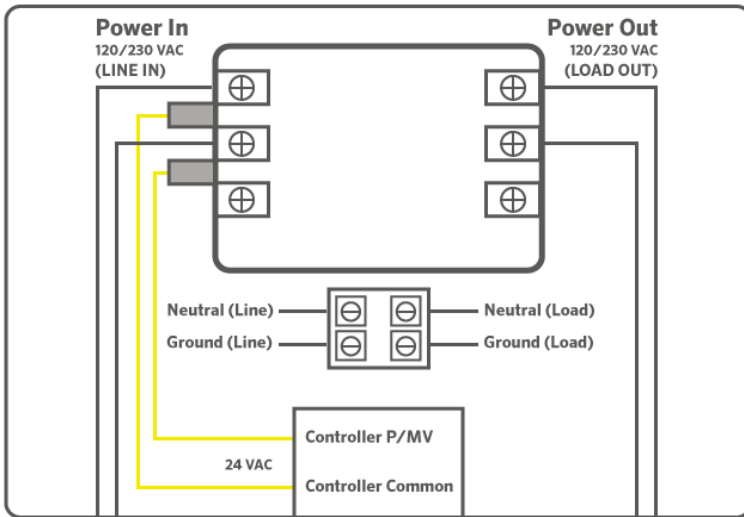 Power In
120/230 VAC
(LINE IN)
Power Out
120/230 VAC
(LOAD OUT)
Neutral (Line)
Neutral (Load)
Ground (Line)
Ground (Load)
Controller P/MV
24 VAC
Controller Common